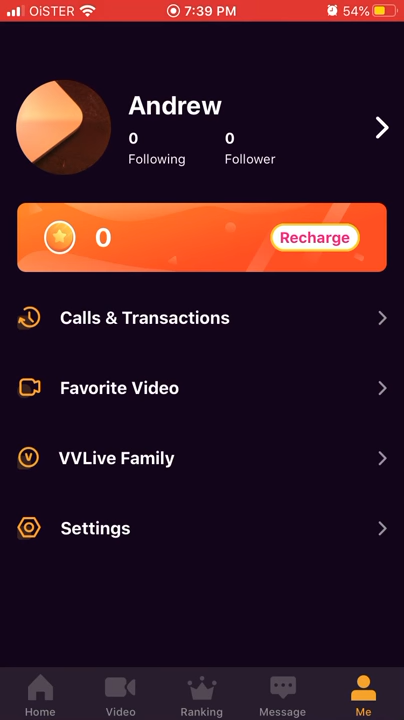 OiSTER 7:39 PM 54%
Andrew
0 0
Following Follower
0 Recharge
Calls & Transactions
Favorite Video
VVLive Family
Settings
Home Video Ranking Message Me